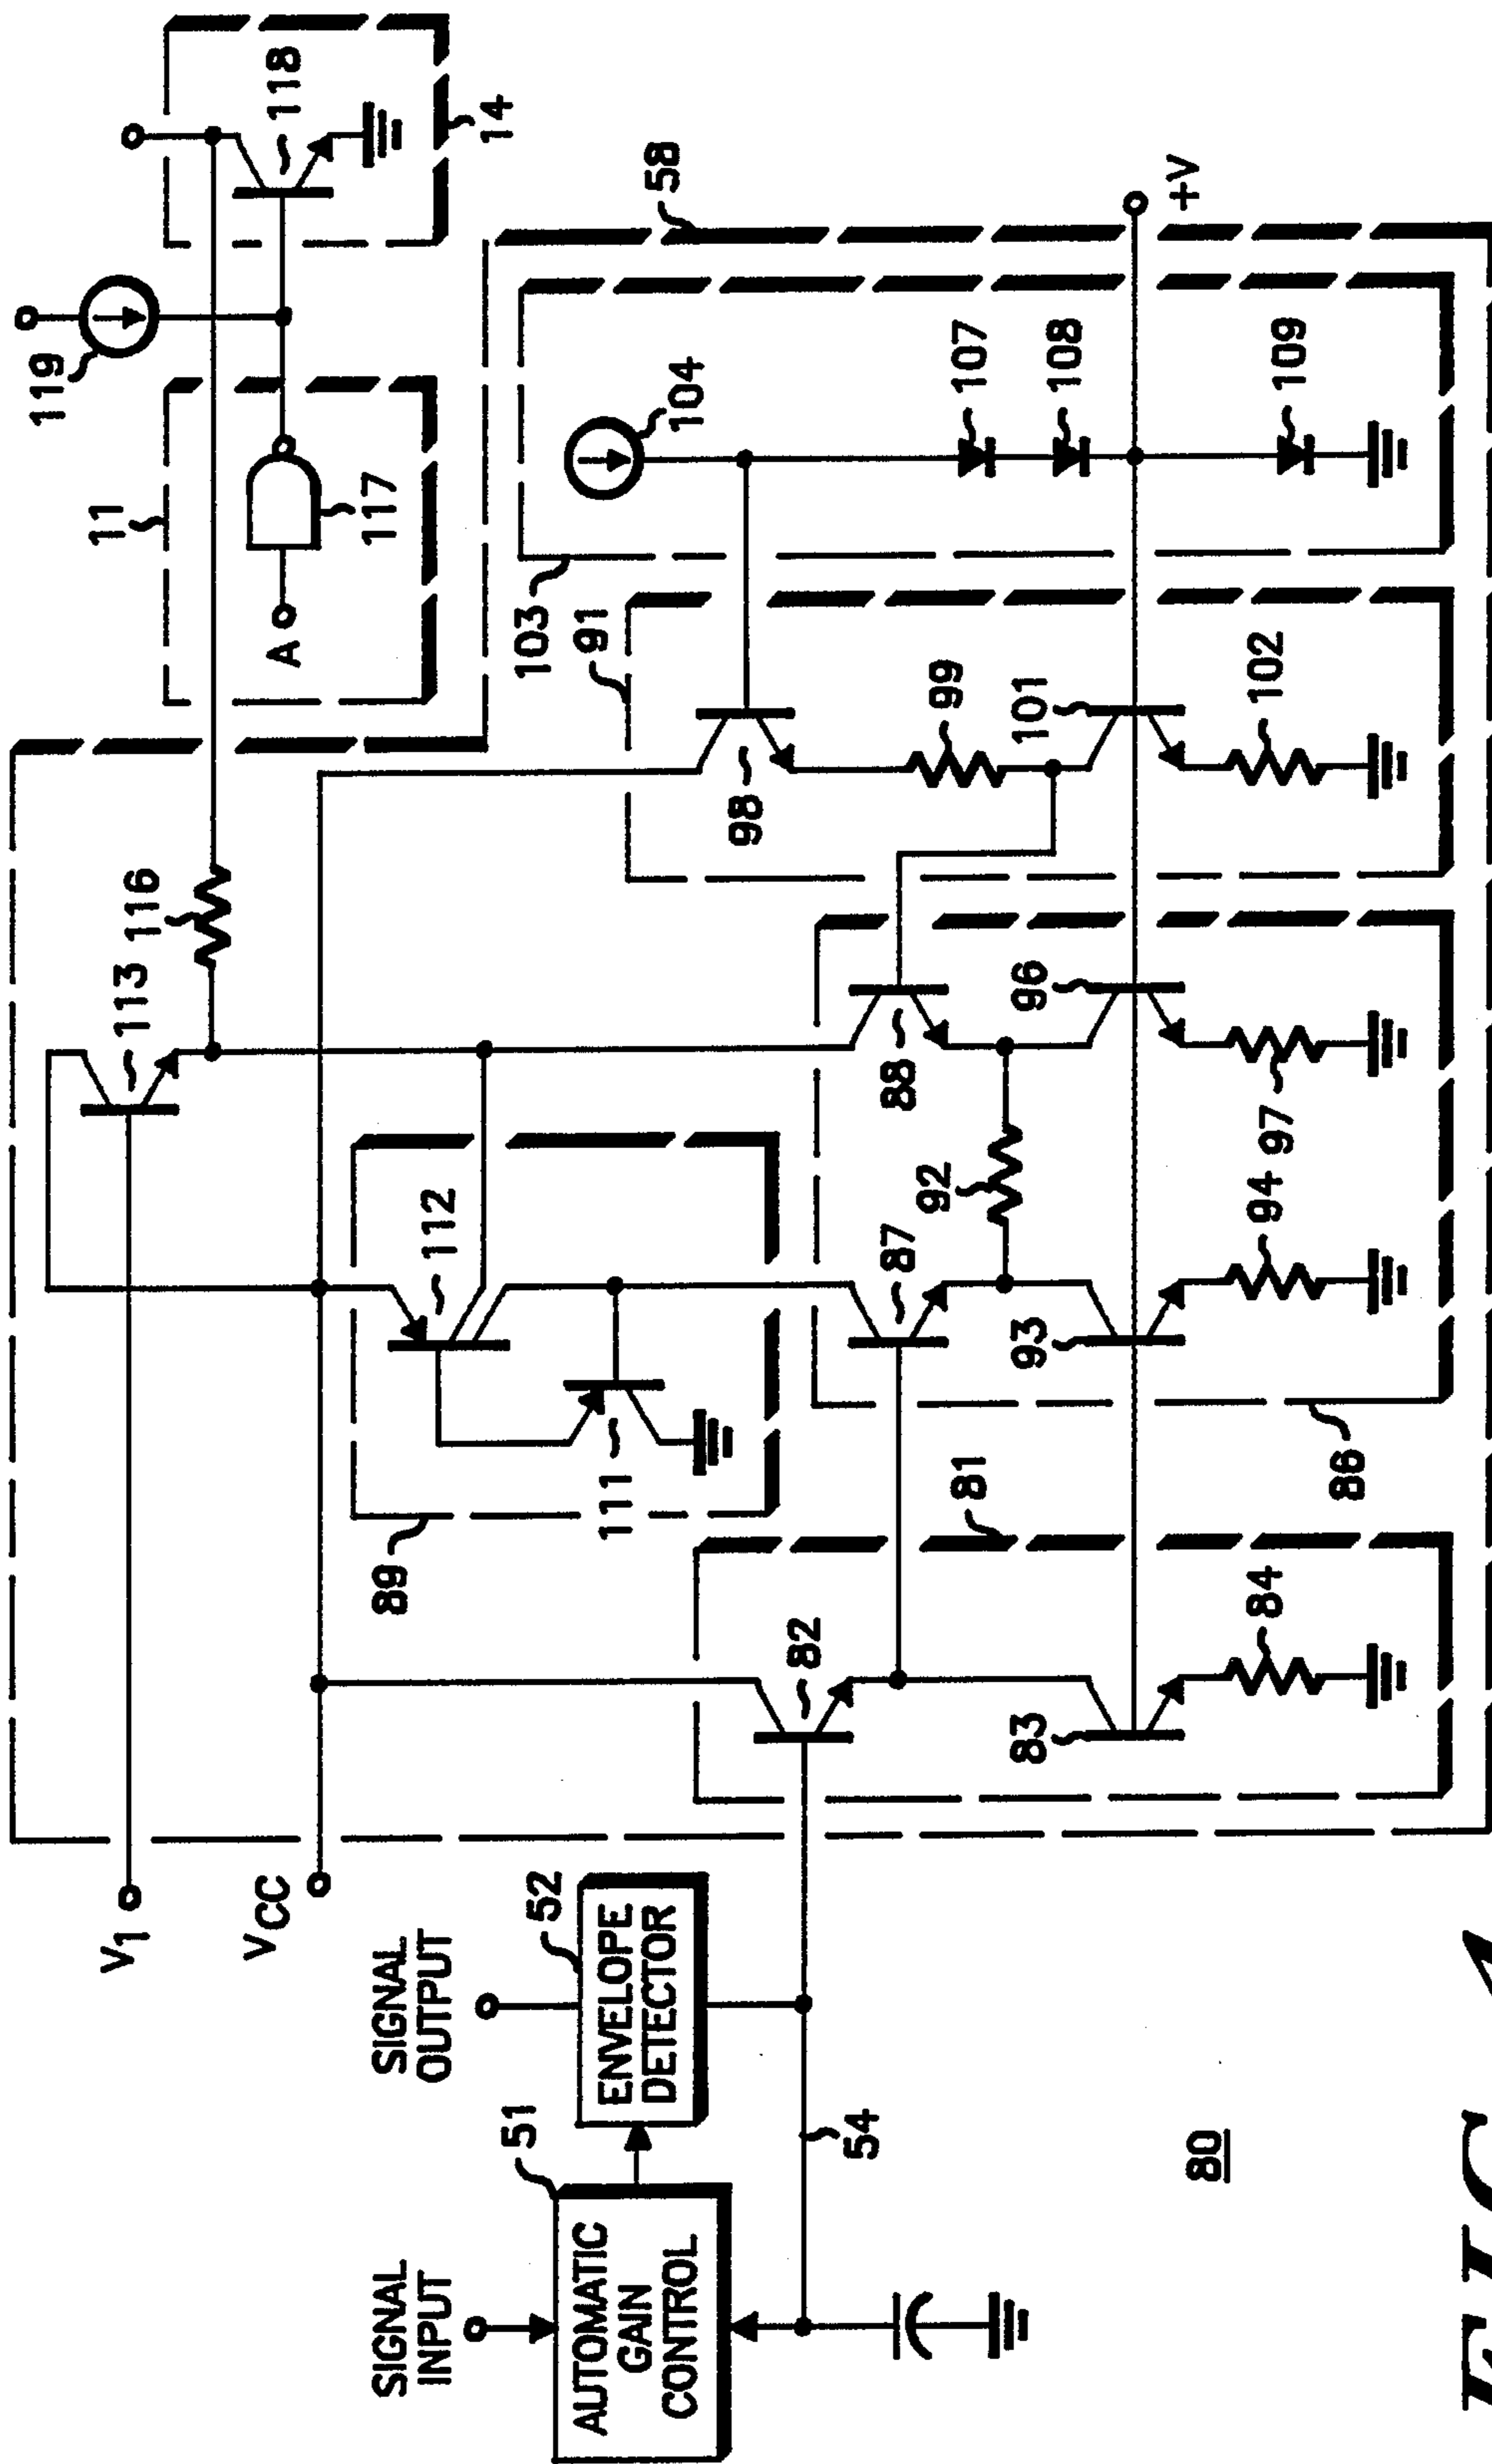 V1
VCC
SIGNAL
INPUT
AUTOMATIC
GAIN
CONTROL
51
SIGNAL
OUTPUT
ENVELOPE
DETECTOR
52
54
80
113
116
119
11
A
117
118
14
58
112
111
89
82
83
84
81
87
88
92
93
94
96
97
86
91
98
99
101
102
103
104
107
108
109
+V